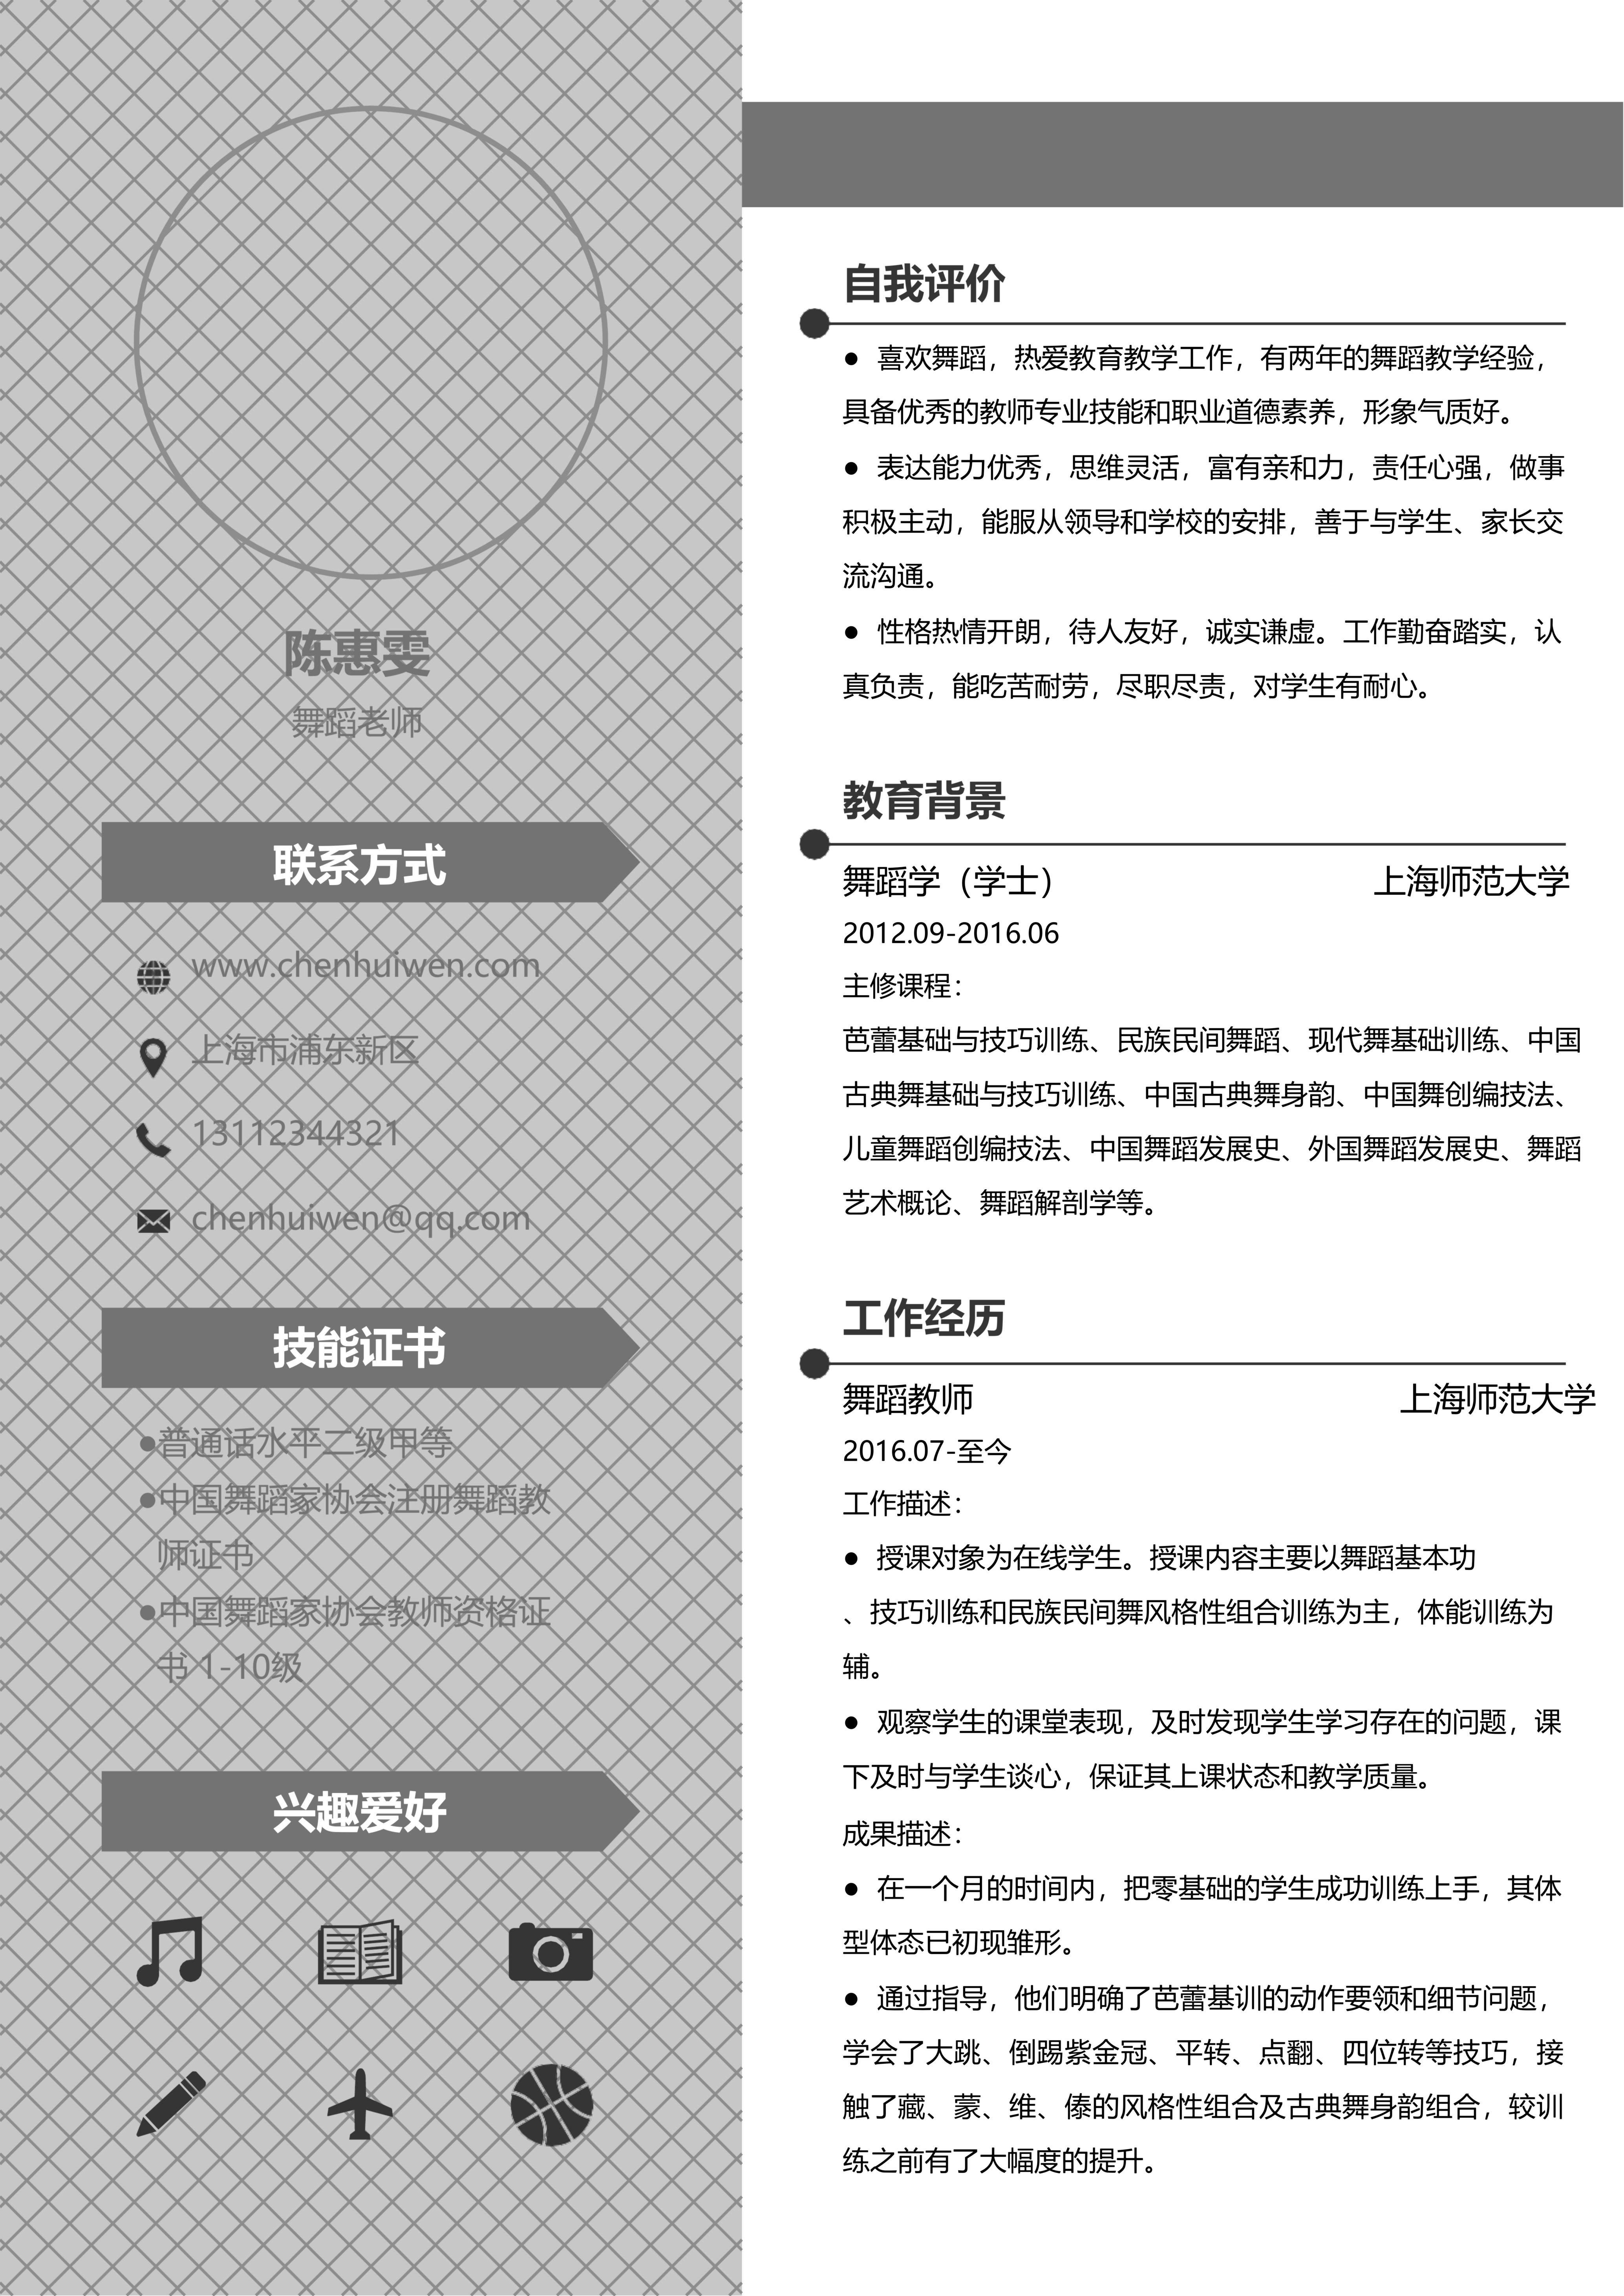 陈惠雯
舞蹈老师
联系方式
www.chenhuiwen.com
上海市浦东新区
13112344321
chenhuiwen@qq.com
技能证书
●普通话水平二级甲等
●中国舞蹈家协会注册舞蹈教
师证书
●中国舞蹈家协会教师资格证
书 1-10级
兴趣爱好
自我评价
● 喜欢舞蹈，热爱教育教学工作，有两年的舞蹈教学经验，
具备优秀的教师专业技能和职业道德素养，形象气质好。
● 表达能力优秀，思维灵活，富有亲和力，责任心强，做事
积极主动，能服从领导和学校的安排，善于与学生、家长交
流沟通。
● 性格热情开朗，待人友好，诚实谦虚。工作勤奋踏实，认
真负责，能吃苦耐劳，尽职尽责，对学生有耐心。
教育背景
舞蹈学（学士） 上海师范大学
2012.09-2016.06
主修课程：
芭蕾基础与技巧训练、民族民间舞蹈、现代舞基础训练、中国
古典舞基础与技巧训练、中国古典舞身韵、中国舞创编技法、
儿童舞蹈创编技法、中国舞蹈发展史、外国舞蹈发展史、舞蹈
艺术概论、舞蹈解剖学等。
工作经历
舞蹈教师 上海师范大学
2016.07-至今
工作描述：
● 授课对象为在线学生。授课内容主要以舞蹈基本功
、技巧训练和民族民间舞风格性组合训练为主，体能训练为
辅。
● 观察学生的课堂表现，及时发现学生学习存在的问题，课
下及时与学生谈心，保证其上课状态和教学质量。
成果描述：
● 在一个月的时间内，把零基础的学生成功训练上手，其体
型体态已初现雏形。
● 通过指导，他们明确了芭蕾基训的动作要领和细节问题，
学会了大跳、倒踢紫金冠、平转、点翻、四位转等技巧，接
触了藏、蒙、维、傣的风格性组合及古典舞身韵组合，较训
练之前有了大幅度的提升。